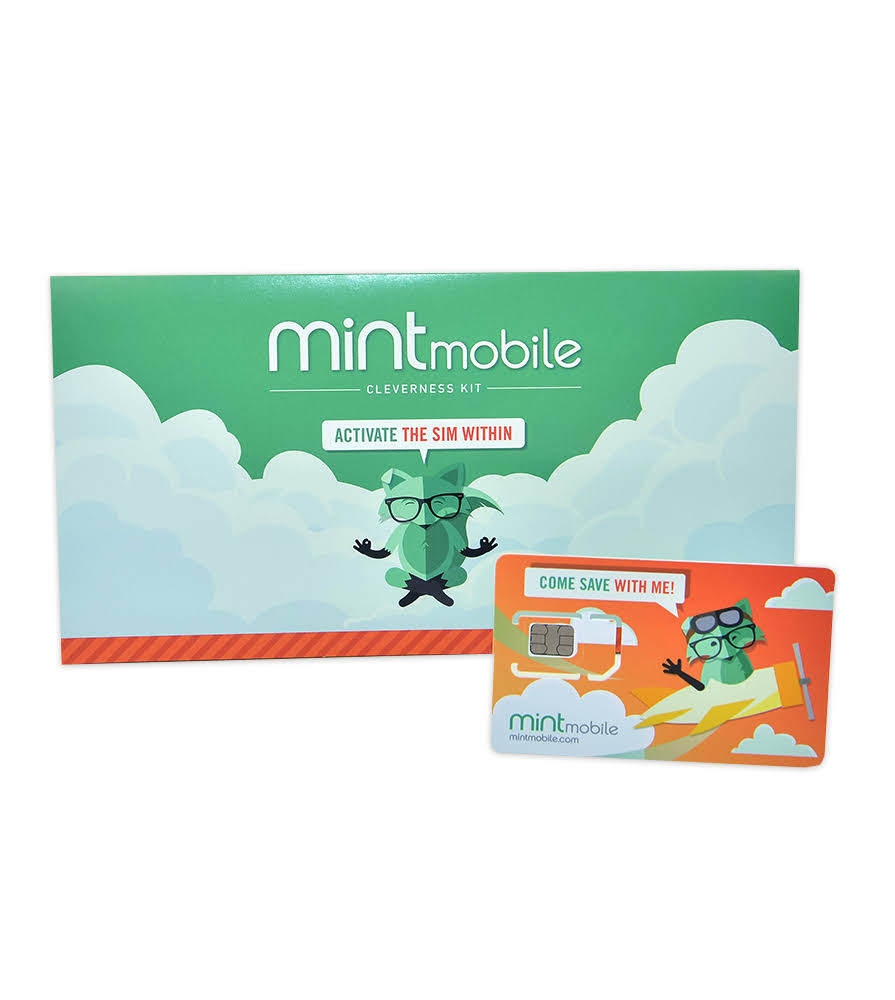 mintmobile
CLEVERNESS KIT
ACTIVATE THE SIM WITHIN
COME SAVE WITH ME!
mintmobile
mintmobile.com